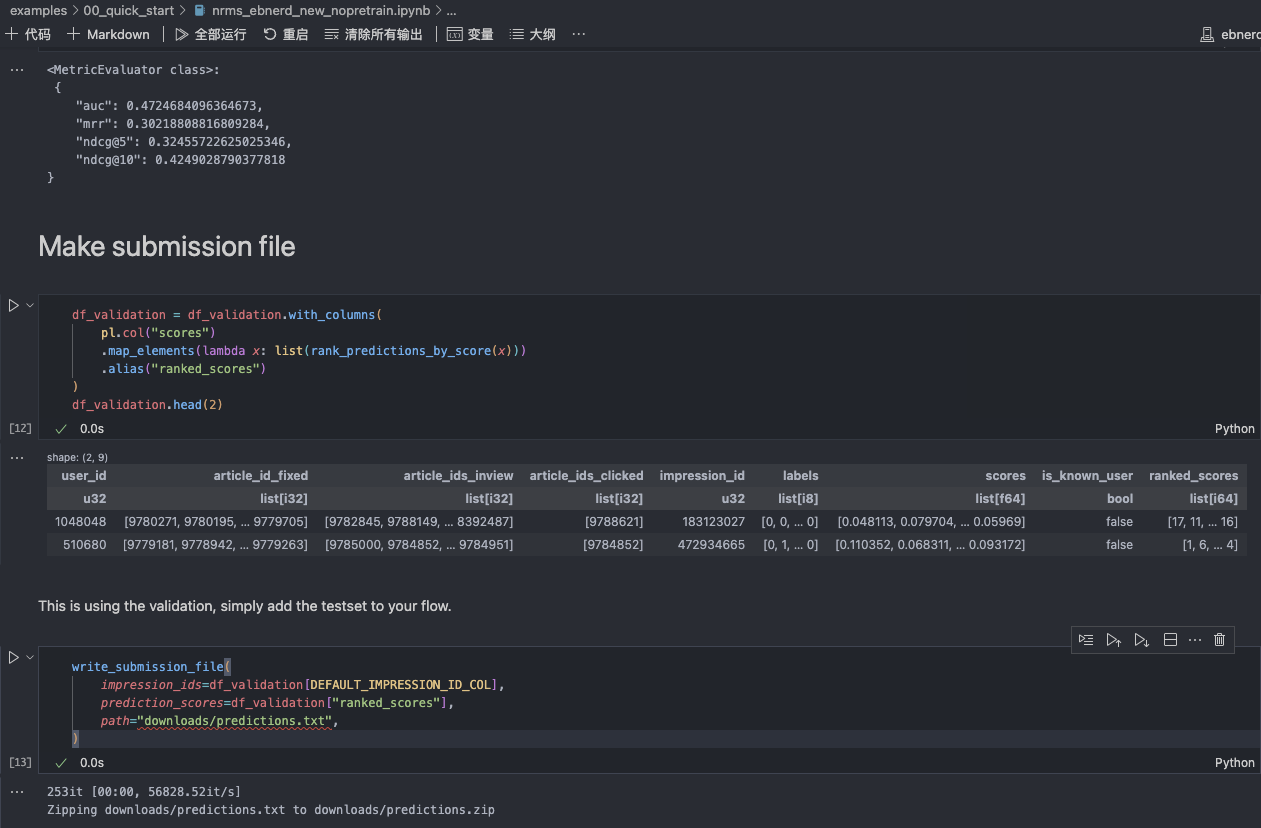 examples > 00_quick_start > nrms_ebnerd_new_nopretrain.ipynb > ...
+ 代码 + Markdown 全部运行 重启 清除所有输出 变量 大纲 ... ebnerd
<MetricEvaluator class>:
{
"auc": 0.4724684096364673,
"mrr": 0.30218808816809284,
"ndcg@5": 0.32455722625025346,
"ndcg@10": 0.4249028790377818
}
Make submission file
df_validation = df_validation.with_columns(
pl.col("scores")
.map_elements(lambda x: list(rank_predictions_by_score(x)))
.alias("ranked_scores")
)
df_validation.head(2)
[12] 0.0s Python
shape: (2, 9)
user_id article_id_fixed article_ids_inview article_ids_clicked impression_id labels scores is_known_user ranked_scores
u32 list[i32] list[i32] list[i32] u32 list[i8] list[f64] bool list[i64]
1048048 [9780271, 9780195, ... 9779705] [9782845, 9788149, ... 8392487] [9788621] 183123027 [0, 0, ... 0] [0.048113, 0.079704, ... 0.05969] false [17, 11, ... 16]
510680 [9779181, 9778942, ... 9779263] [9785000, 9784852, ... 9784951] [9784852] 472934665 [0, 1, ... 0] [0.110352, 0.068311, ... 0.093172] false [1, 6, ... 4]
This is using the validation, simply add the testset to your flow.
write_submission_file(
impression_ids=df_validation[DEFAULT_IMPRESSION_ID_COL],
prediction_scores=df_validation["ranked_scores"],
path="downloads/predictions.txt",
)
[13] 0.0s Python
253it [00:00, 56828.52it/s]
Zipping downloads/predictions.txt to downloads/predictions.zip